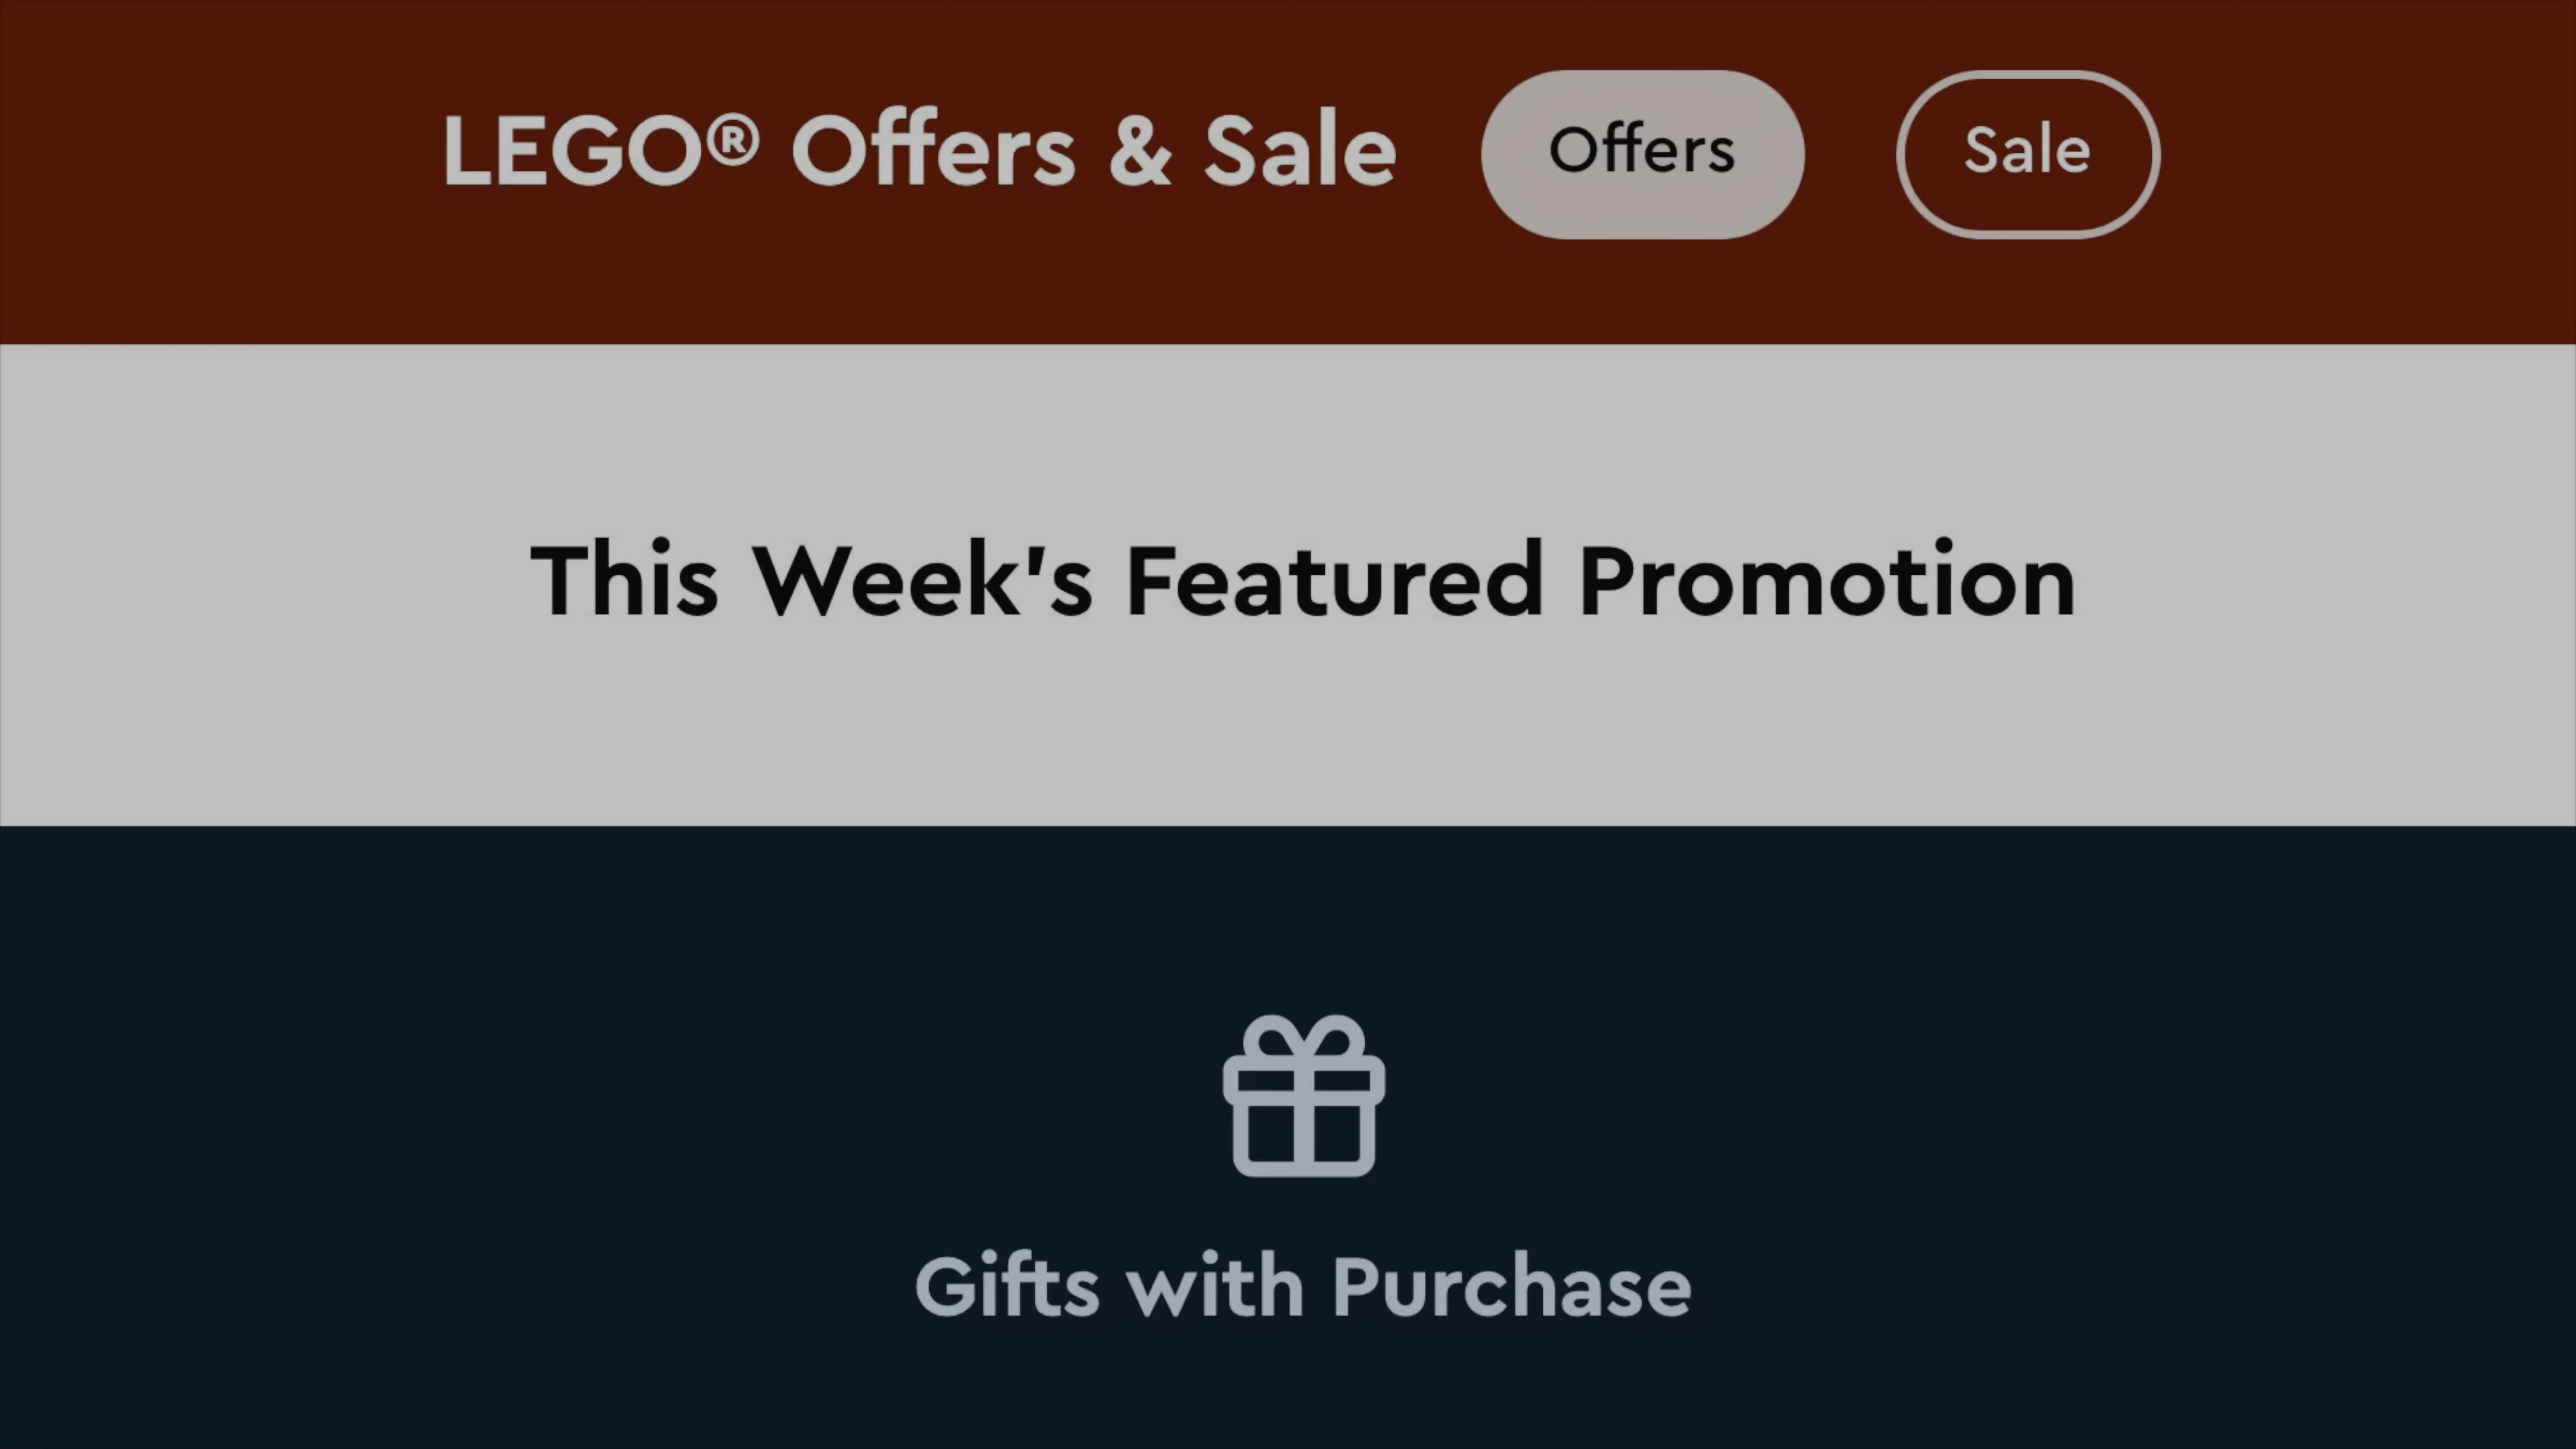 LEGO® Offers & Sale Offers Sale
This Week's Featured Promotion
Gifts with Purchase